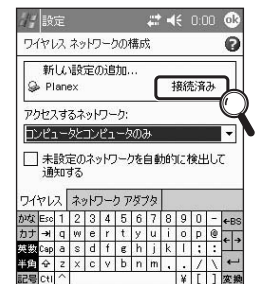 設定 0:00 ok
ワイヤレス ネットワークの構成 ?
新しい設定の追加...
Planex 接続済み
アクセスするネットワーク:
コンピュータとコンピュータのみ
未設定のネットワークを自動的に検出して
通知する
ワイヤレス ネットワーク アダプタ
かな Esc 1 2 3 4 5 6 7 8 9 0 - ←BS
カナ q w e r t y u i o p @
英数 Cap a s d f g h j k l ; :
半角 z x c v b n m , . / \
記号 Ctl ^ ¥ [ ] 変換